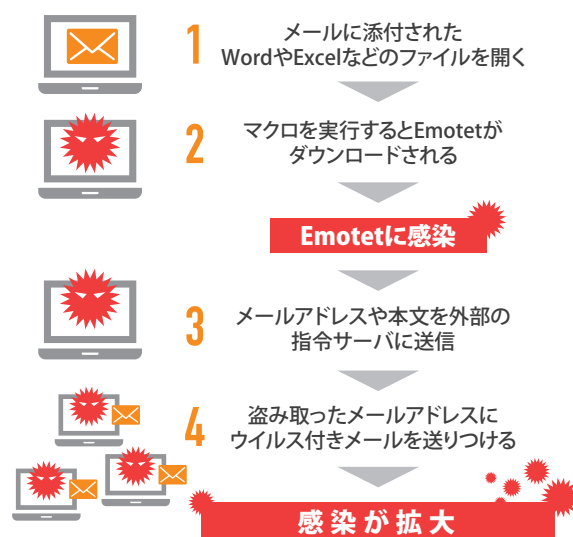 1
メールに添付された
WordやExcelなどのファイルを開く
2
マクロを実行するとEmotetが
ダウンロードされる
Emotetに感染
3
メールアドレスや本文を外部の
指令サーバに送信
4
盗み取ったメールアドレスに
ウイルス付きメールを送りつける
感染が拡大